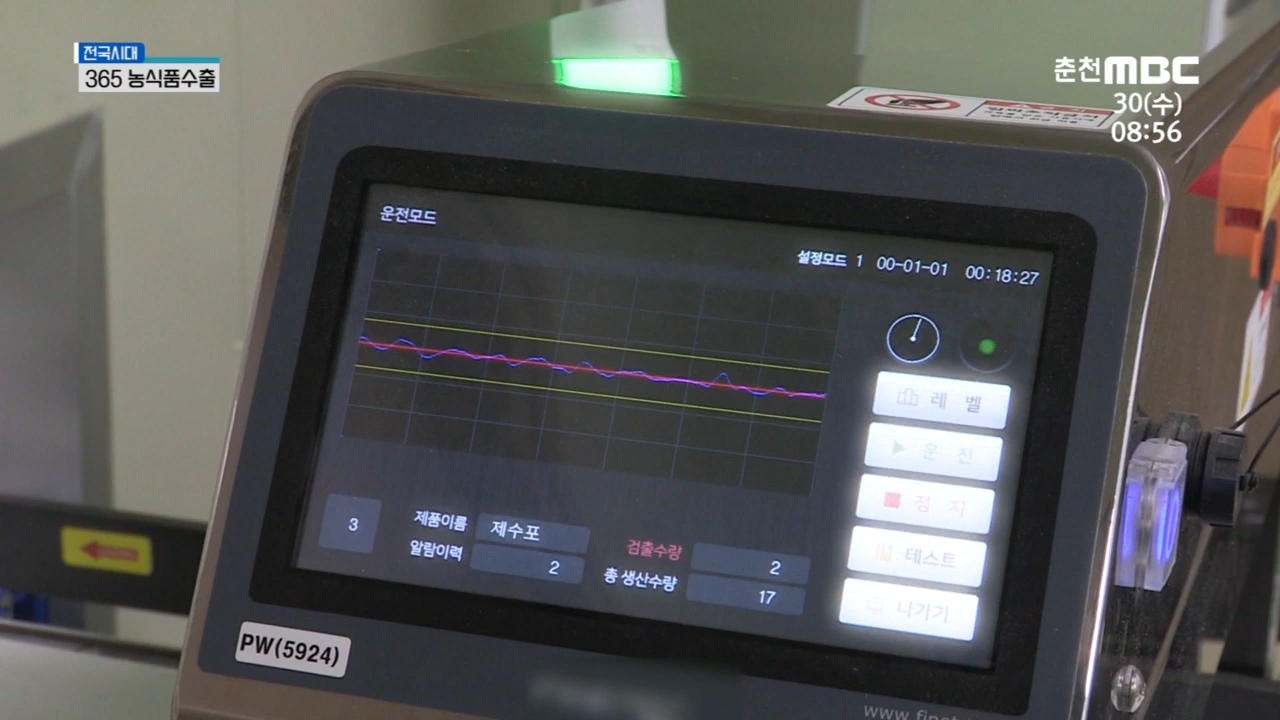 전국시대
365 농식품수출
춘천MBC
30(수)
08:56
운전모드
설정모드 1 00-01-01 00:18:27
레 벨
운 전
정 지
테스트
나가기
3
제품이름 제수포
알람이력 2
검출수량 2
총 생산수량 17
PW(5924)